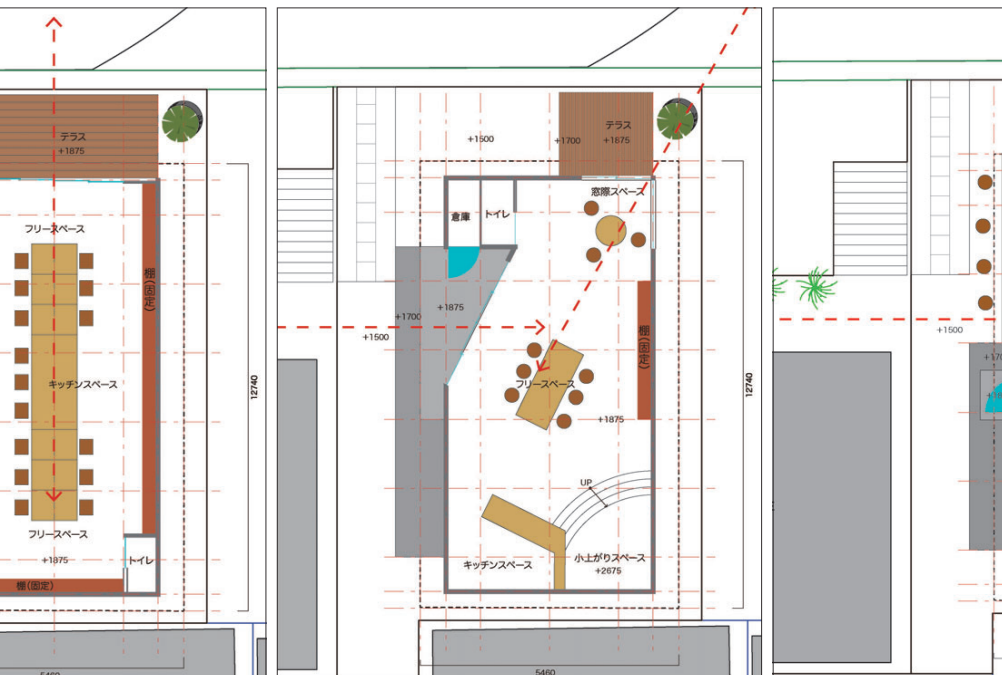 テラス
+1875
フリースペース
棚(固定)
キッチンスペース
フリースペース
+1875
トイレ
棚(固定)
12740
5460
+1500
+1700
テラス
+1875
窓際スペース
倉庫
トイレ
+1875
+1700
+1500
棚(固定)
フリースペース
+1875
UP
キッチンスペース
小上がりスペース
+2675
12740
5460
+1500